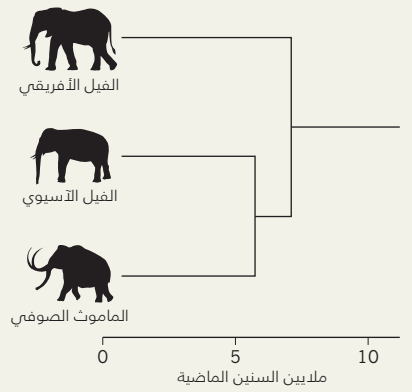 الفيل الأفريقي
الفيل الآسيوي
الماموث الصوفي
0 5 10
ملايين السنين الماضية